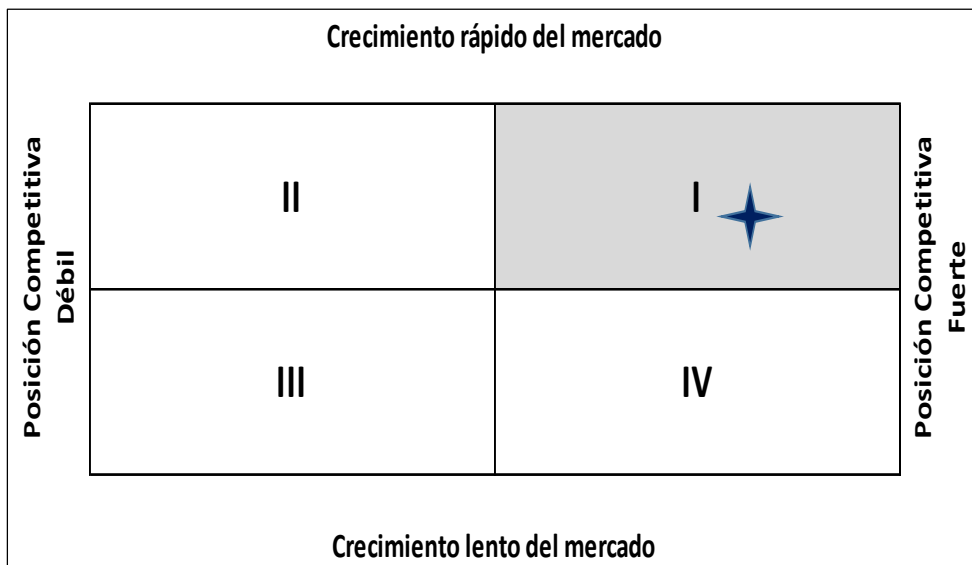 Crecimiento rápido del mercado
Posición Competitiva
Débil
II
I
Posición Competitiva
Fuerte
III
IV
Crecimiento lento del mercado